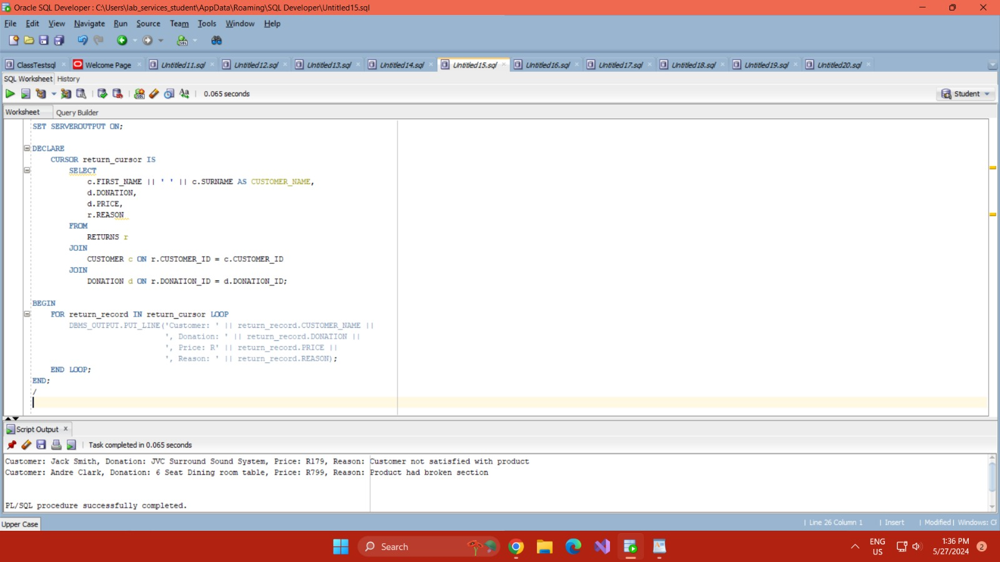 Oracle SQL Developer : C:\Users\lab_services_student\AppData\Roaming\SQL Developer\Untitled15.sql
File Edit View Navigate Run Source Team Tools Window Help
ClassTestsql Welcome Page Untitled11.sql Untitled12.sql Untitled13.sql Untitled14.sql Untitled15.sql Untitled16.sql Untitled17.sql Untitled18.sql Untitled19.sql Untitled20.sql
SQL Worksheet History
0.065 seconds Student
Worksheet Query Builder
SET SERVEROUTPUT ON;
DECLARE
CURSOR return_cursor IS
SELECT
c.FIRST_NAME || ' ' || c.SURNAME AS CUSTOMER_NAME,
d.DONATION,
d.PRICE,
r.REASON
FROM
RETURNS r
JOIN
CUSTOMER c ON r.CUSTOMER_ID = c.CUSTOMER_ID
JOIN
DONATION d ON r.DONATION_ID = d.DONATION_ID;
BEGIN
FOR return_record IN return_cursor LOOP
DBMS_OUTPUT.PUT_LINE('Customer: ' || return_record.CUSTOMER_NAME ||
', Donation: ' || return_record.DONATION ||
', Price: R' || return_record.PRICE ||
', Reason: ' || return_record.REASON);
END LOOP;
END;
/
Script Output
Task completed in 0.065 seconds
Customer: Jack Smith, Donation: JVC Surround Sound System, Price: R179, Reason: Customer not satisfied with product
Customer: Andre Clark, Donation: 6 Seat Dining room table, Price: R799, Reason: Product had broken section
PL/SQL procedure successfully completed.
Upper Case | Line 26 Column 1 | Insert | Modified | Windows:
Search ENG US 1:36 PM 5/27/2024 2